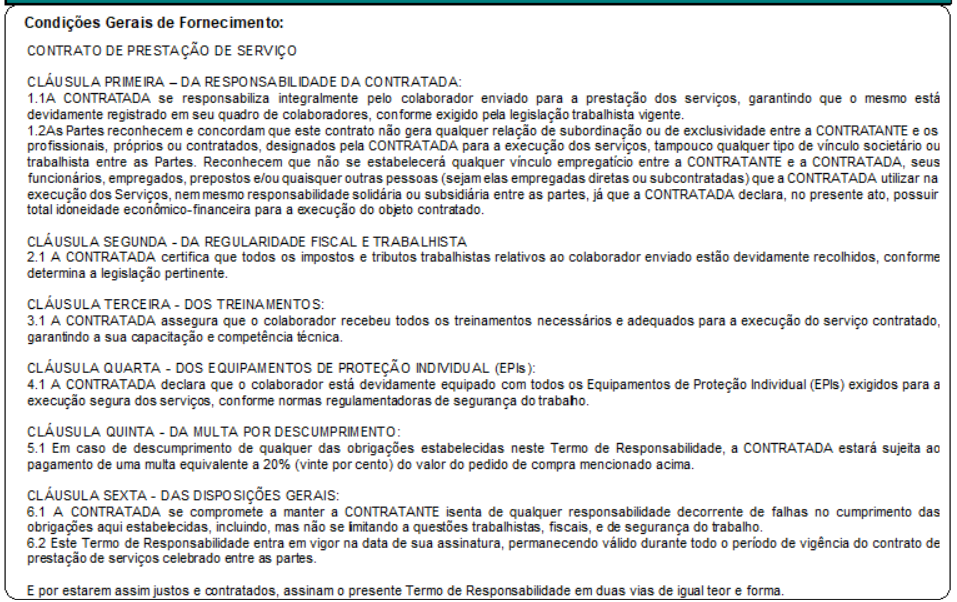 Condições Gerais de Fornecimento:
CONTRATO DE PRESTAÇÃO DE SERVIÇO
CLÁUSULA PRIMEIRA – DA RESPONSABILIDADE DA CONTRATADA:
1.1A CONTRATADA se responsabiliza integralmente pelo colaborador enviado para a prestação dos serviços, garantindo que o mesmo está
devidamente registrado em seu quadro de colaboradores, conforme exigido pela legislação trabalhista vigente.
1.2As Partes reconhecem e concordam que este contrato não gera qualquer relação de subordinação ou de exclusividade entre a CONTRATANTE e os
profissionais, próprios ou contratados, designados pela CONTRATADA para a execução dos serviços, tampouco qualquer tipo de vínculo societário ou
trabalhista entre as Partes. Reconhecem que não se estabelecerá qualquer vínculo empregatício entre a CONTRATANTE e a CONTRATADA, seus
funcionários, empregados, prepostos e/ou quaisquer outras pessoas (sejam elas empregadas diretas ou subcontratadas) que a CONTRATADA utilizar na
execução dos Serviços, nem mesmo responsabilidade solidária ou subsidiária entre as partes, já que a CONTRATADA declara, no presente ato, possuir
total idoneidade econômico-financeira para a execução do objeto contratado.
CLÁUSULA SEGUNDA - DA REGULARIDADE FISCAL E TRABALHISTA
2.1 A CONTRATADA certifica que todos os impostos e tributos trabalhistas relativos ao colaborador enviado estão devidamente recolhidos, conforme
determina a legislação pertinente.
CLÁUSULA TERCEIRA - DOS TREINAMENTOS:
3.1 A CONTRATADA assegura que o colaborador recebeu todos os treinamentos necessários e adequados para a execução do serviço contratado,
garantindo a sua capacitação e competência técnica.
CLÁUSULA QUARTA - DOS EQUIPAMENTOS DE PROTEÇÃO INDIVIDUAL (EPIs):
4.1 A CONTRATADA declara que o colaborador está devidamente equipado com todos os Equipamentos de Proteção Individual (EPIs) exigidos para a
execução segura dos serviços, conforme normas regulamentadoras de segurança do trabalho.
CLÁUSULA QUINTA - DA MULTA POR DESCUMPRIMENTO:
5.1 Em caso de descumprimento de qualquer das obrigações estabelecidas neste Termo de Responsabilidade, a CONTRATADA estará sujeita ao
pagamento de uma multa equivalente a 20% (vinte por cento) do valor do pedido de compra mencionado acima.
CLÁUSULA SEXTA - DAS DISPOSIÇÕES GERAIS:
6.1 A CONTRATADA se compromete a manter a CONTRATANTE isenta de qualquer responsabilidade decorrente de falhas no cumprimento das
obrigações aqui estabelecidas, incluindo, mas não se limitando a questões trabalhistas, fiscais, e de segurança do trabalho.
6.2 Este Termo de Responsabilidade entra em vigor na data de sua assinatura, permanecendo válido durante todo o período de vigência do contrato de
prestação de serviços celebrado entre as partes.
E por estarem assim justos e contratados, assinam o presente Termo de Responsabilidade em duas vias de igual teor e forma.